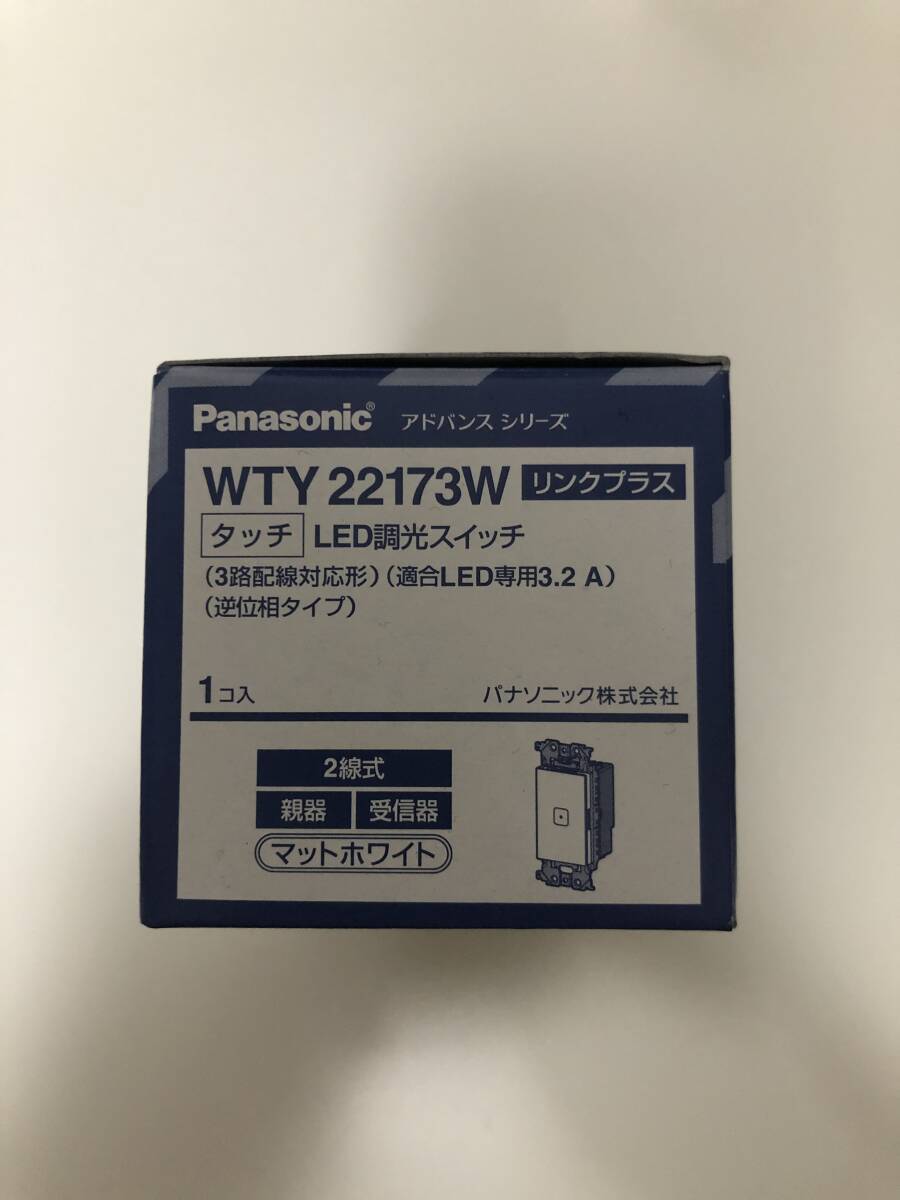 Panasonic® アドバンス シリーズ
WTY 22173W リンクプラス
タッチ LED調光スイッチ
(3路配線対応形)(適合LED専用3.2 A)
(逆位相タイプ)
1コ入 パナソニック株式会社
2線式
親器 受信器
マットホワイト